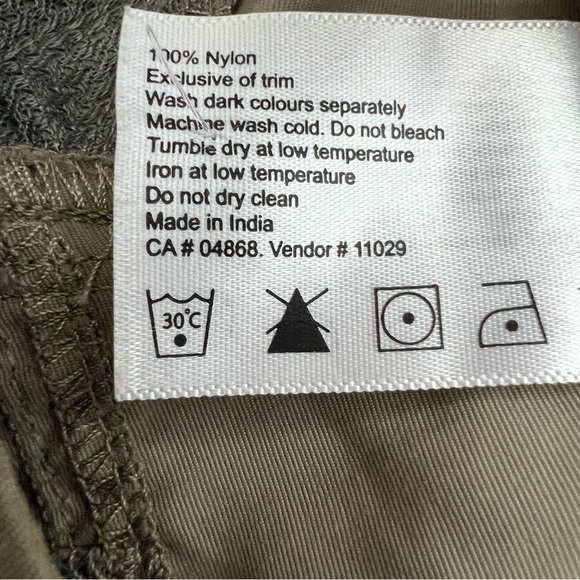 100% Nylon
Exclusive of trim
Wash dark colours separately
Machine wash cold. Do not bleach
Tumble dry at low temperature
Iron at low temperature
Do not dry clean
Made in India
CA # 04868. Vendor # 11029
30°C